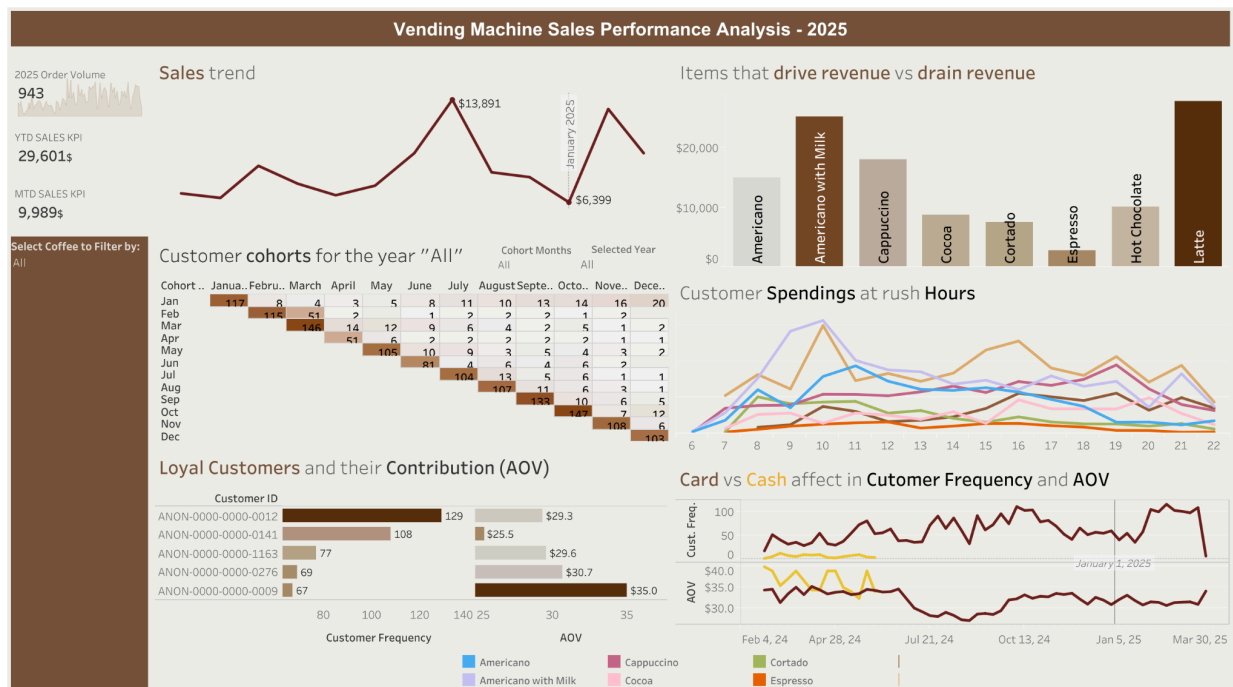 Vending Machine Sales Performance Analysis - 2025
2025 Order Volume
943
YTD SALES KPI
29,601$
MTD SALES KPI
9,989$
Select Coffee to Filter by:
All
Sales trend
$13,891
January 2025
$6,399
Items that drive revenue vs drain revenue
$20,000
$10,000
$0
Americano
Americano with Milk
Cappuccino
Cocoa
Cortado
Espresso
Hot Chocolate
Latte
Customer cohorts for the year "All"
Cohort Months
All
Selected Year
All
Cohort .. Janua.. Febru.. March April May June July August Septe.. Octo.. Nove.. Dece..
Jan 117 8 4 3 5 8 11 10 13 14 16 20
Feb 115 51 2 1 2 2 2 1 2
Mar 146 14 12 9 6 4 2 5 1 2
Apr 51 6 2 2 2 2 2 1 1
May 105 10 9 3 5 4 3 2
Jun 81 4 6 4 6 2
Jul 104 13 5 6 1 1
Aug 107 11 6 3 1
Sep 133 10 6 5
Oct 147 7 12
Nov 108 6
Dec 103
Customer Spendings at rush Hours
6 7 8 9 10 11 12 13 14 15 16 17 18 19 20 21 22
Loyal Customers and their Contribution (AOV)
Customer ID
ANON-0000-0000-0012 129 $29.3
ANON-0000-0000-0141 108 $25.5
ANON-0000-0000-1163 77 $29.6
ANON-0000-0000-0276 69 $30.7
ANON-0000-0000-0009 67 $35.0
80 100 120 140 25 30 35
Customer Frequency AOV
Card vs Cash affect in Cutomer Frequency and AOV
Cust. Freq.
100
50
0
January 1, 2025
AOV
$40.0
$35.0
$30.0
Feb 4, 24 Apr 28, 24 Jul 21, 24 Oct 13, 24 Jan 5, 25 Mar 30, 25
Americano Cappuccino Cortado
Americano with Milk Cocoa Espresso